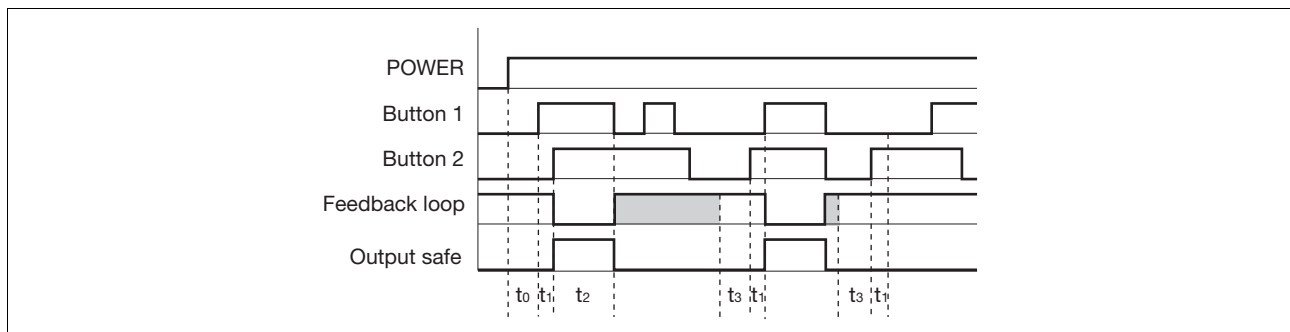 POWER
Button 1
Button 2
Feedback loop
Output safe
t0 t1 t2 t3 t1 t3 t1